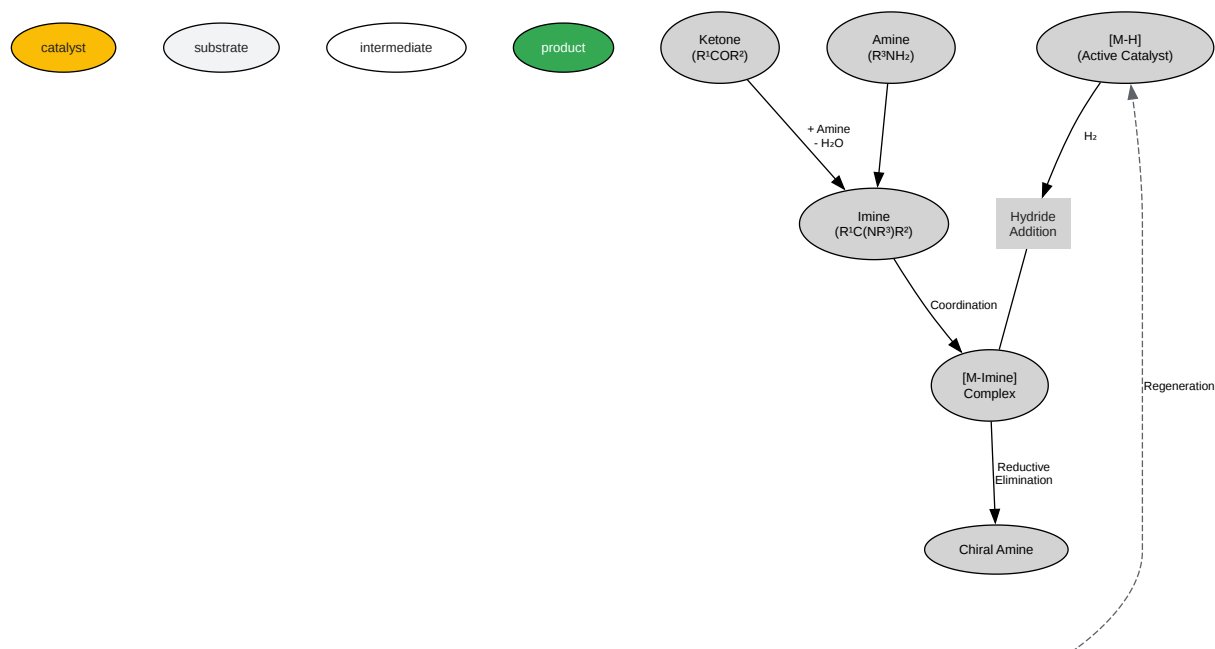 catalyst
substrate
intermediate
product
Ketone
(R¹COR²)
Amine
(R³NH₂)
[M-H]
(Active Catalyst)
+ Amine
- H₂O
H₂
Imine
(R¹C(NR³)R²)
Hydride
Addition
Coordination
[M-Imine]
Complex
Regeneration
Reductive
Elimination
Chiral Amine